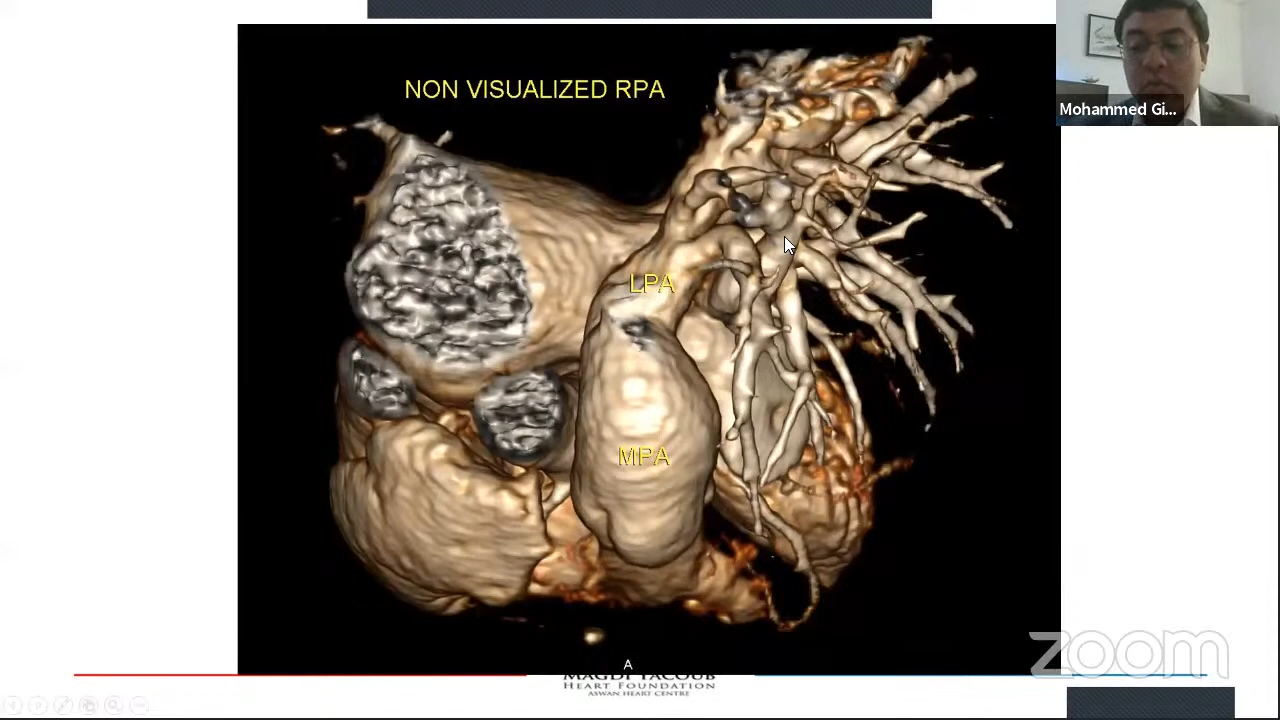 NON VISUALIZED RPA
Mohammed Gi...
LPA
MPA
A
MAGDI YACOUB
HEART FOUNDATION
ASWAN HEART CENTRE
zoom